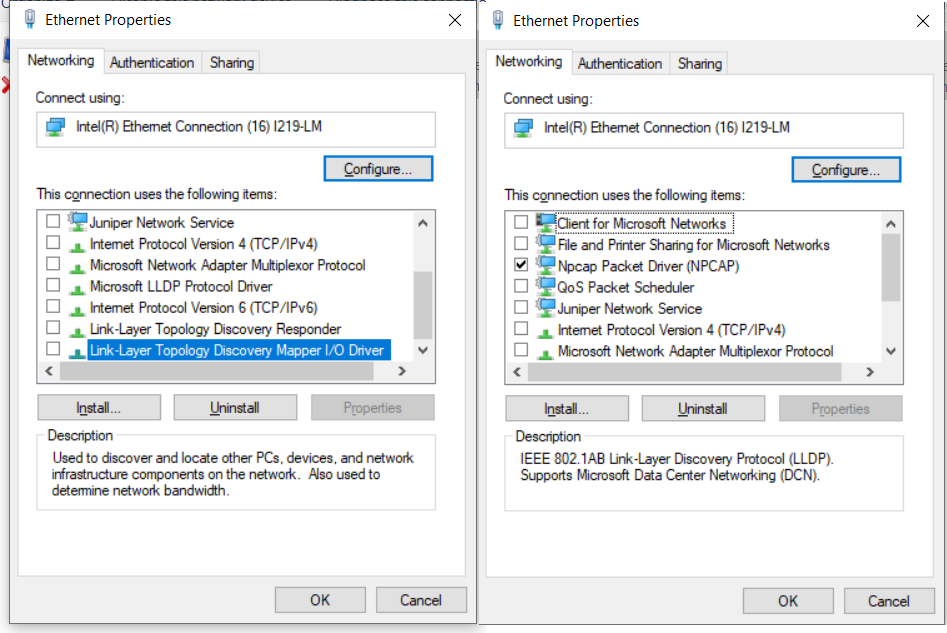 Ethernet Properties
Networking
Authentication
Sharing
Connect using:
Intel(R) Ethernet Connection (16) I219-LM
Configure...
This connection uses the following items:
Juniper Network Service
Internet Protocol Version 4 (TCP/IPv4)
Microsoft Network Adapter Multiplexor Protocol
Microsoft LLDP Protocol Driver
Internet Protocol Version 6 (TCP/IPv6)
Link-Layer Topology Discovery Responder
Link-Layer Topology Discovery Mapper I/O Driver
Install...
Uninstall
Properties
Description
Used to discover and locate other PCs, devices, and network
infrastructure components on the network. Also used to
determine network bandwidth.
OK
Cancel
Ethernet Properties
Networking
Authentication
Sharing
Connect using:
Intel(R) Ethernet Connection (16) I219-LM
Configure...
This connection uses the following items:
Client for Microsoft Networks
File and Printer Sharing for Microsoft Networks
Npcap Packet Driver (NPCAP)
QoS Packet Scheduler
Juniper Network Service
Internet Protocol Version 4 (TCP/IPv4)
Microsoft Network Adapter Multiplexor Protocol
Install...
Uninstall
Properties
Description
IEEE 802.1AB Link-Layer Discovery Protocol (LLDP).
Supports Microsoft Data Center Networking (DCN).
OK
Cancel